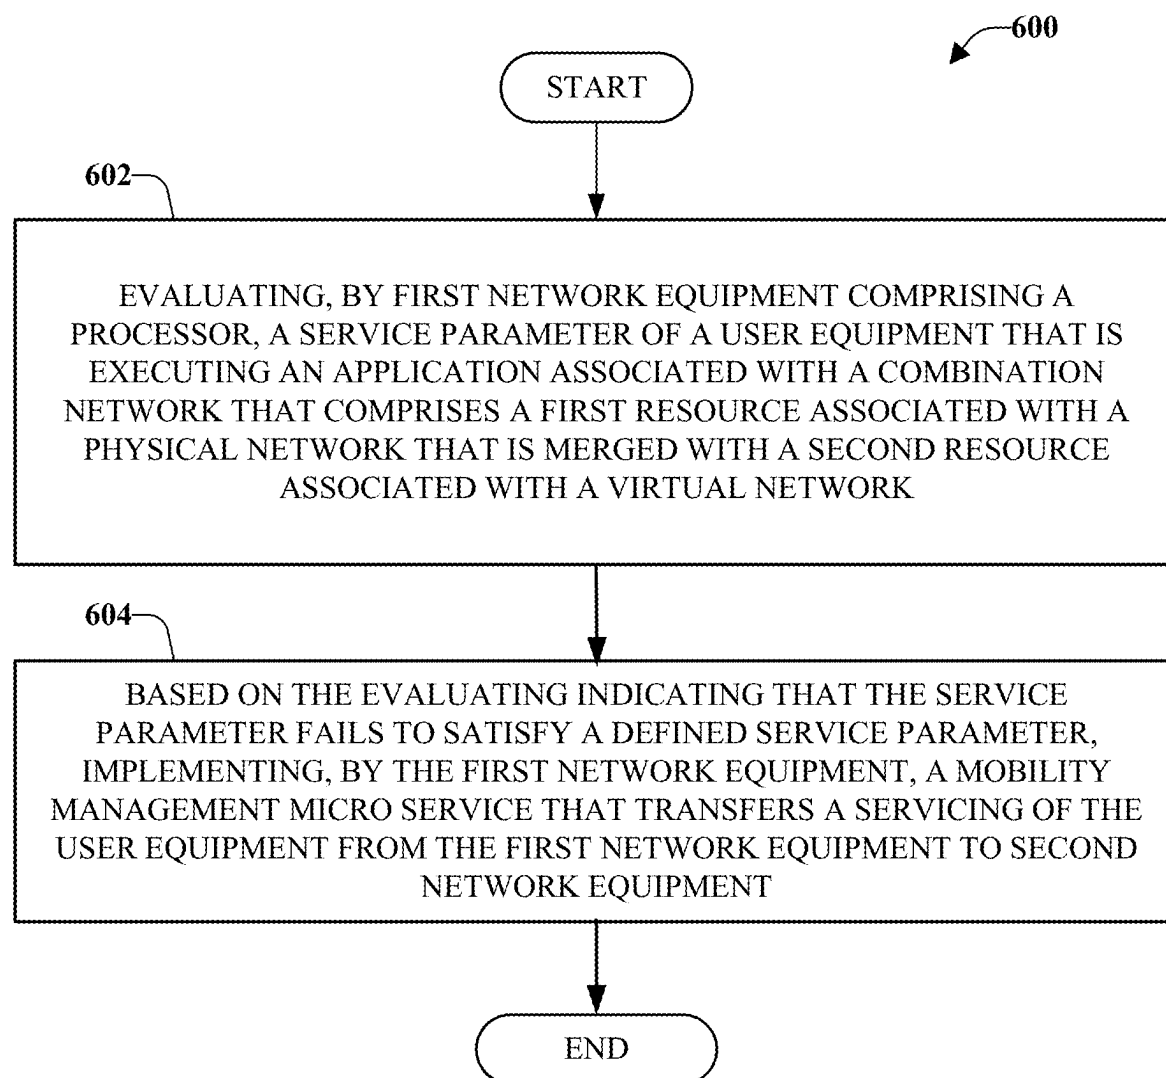 600
START
602
EVALUATING, BY FIRST NETWORK EQUIPMENT COMPRISING A
PROCESSOR, A SERVICE PARAMETER OF A USER EQUIPMENT THAT IS
EXECUTING AN APPLICATION ASSOCIATED WITH A COMBINATION
NETWORK THAT COMPRISES A FIRST RESOURCE ASSOCIATED WITH A
PHYSICAL NETWORK THAT IS MERGED WITH A SECOND RESOURCE
ASSOCIATED WITH A VIRTUAL NETWORK
604
BASED ON THE EVALUATING INDICATING THAT THE SERVICE
PARAMETER FAILS TO SATISFY A DEFINED SERVICE PARAMETER,
IMPLEMENTING, BY THE FIRST NETWORK EQUIPMENT, A MOBILITY
MANAGEMENT MICRO SERVICE THAT TRANSFERS A SERVICING OF THE
USER EQUIPMENT FROM THE FIRST NETWORK EQUIPMENT TO SECOND
NETWORK EQUIPMENT
END